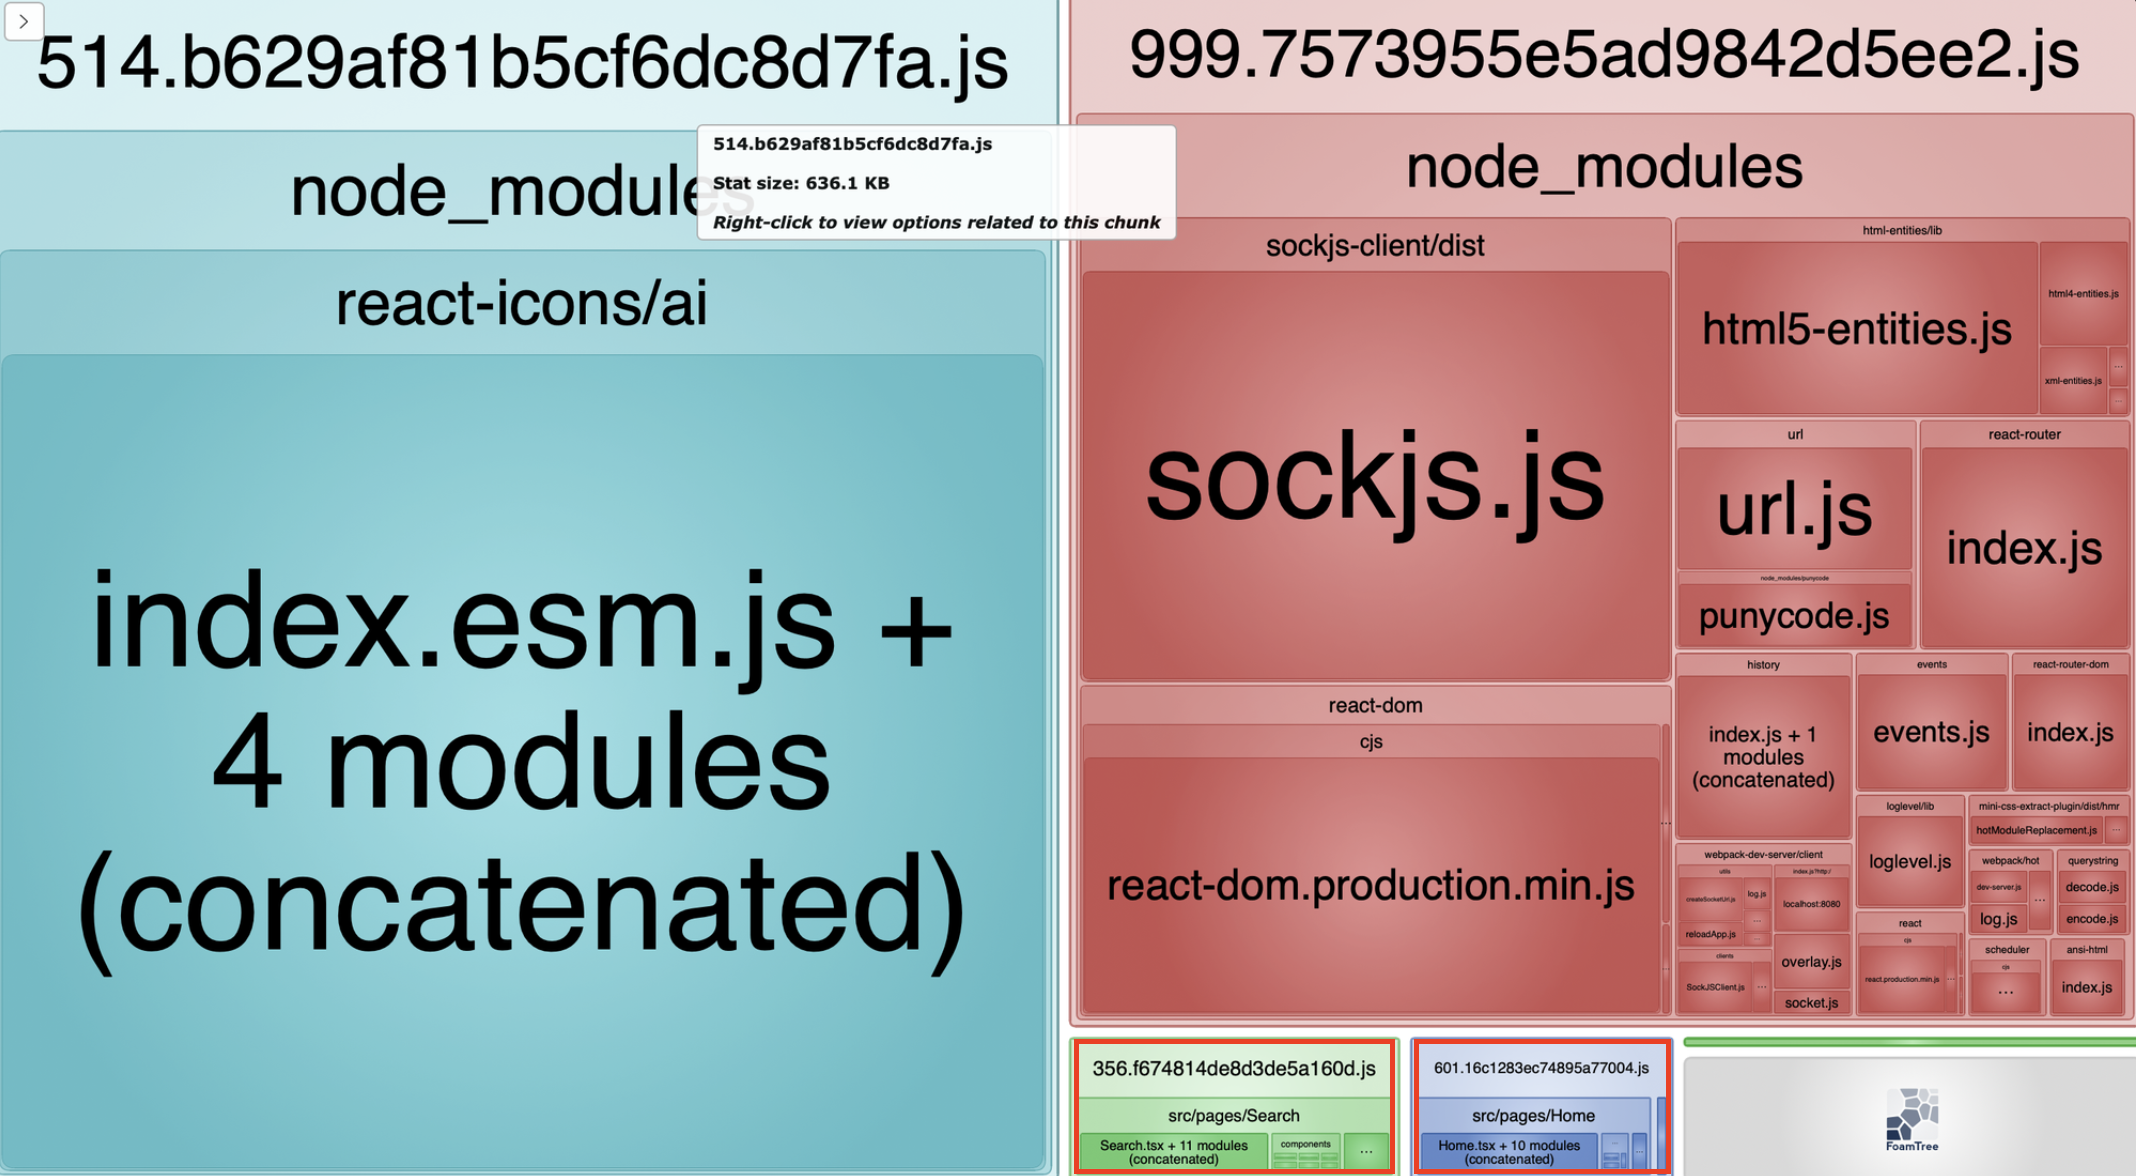 514.b629af81b5cf6dc8d7fa.js
node_modules
514.b629af81b5cf6dc8d7fa.js
Stat size: 636.1 KB
Right-click to view options related to this chunk
react-icons/ai
index.esm.js +
4 modules
(concatenated)
999.7573955e5ad9842d5ee2.js
node_modules
sockjs-client/dist
sockjs.js
react-dom
cjs
...
react-dom.production.min.js
...
html-entities/lib
html5-entities.js
html4-entities.js
xml-entities.js
...
...
url
url.js
node_modules/punycode
punycode.js
react-router
index.js
history
index.js + 1
modules
(concatenated)
events
events.js
react-router-dom
index.js
loglevel/lib
loglevel.js
mini-css-extract-plugin/dist/hmr
hotModuleReplacement.js
...
webpack-dev-server/client
utils
createSocketUrl.js
log.js
...
reloadApp.js
...
clients
SockJSClient.js
...
index.js?http:/
localhost:8080
overlay.js
socket.js
react
cjs
react.production.min.js
...
webpack/hot
dev-server.js
...
log.js
querystring
decode.js
encode.js
scheduler
cjs
...
ansi-html
index.js
356.f674814de8d3de5a160d.js
src/pages/Search
Search.tsx + 11 modules
(concatenated)
components
...
601.16c1283ec74895a77004.js
src/pages/Home
Home.tsx + 10 modules
(concatenated)
...
FoamTree